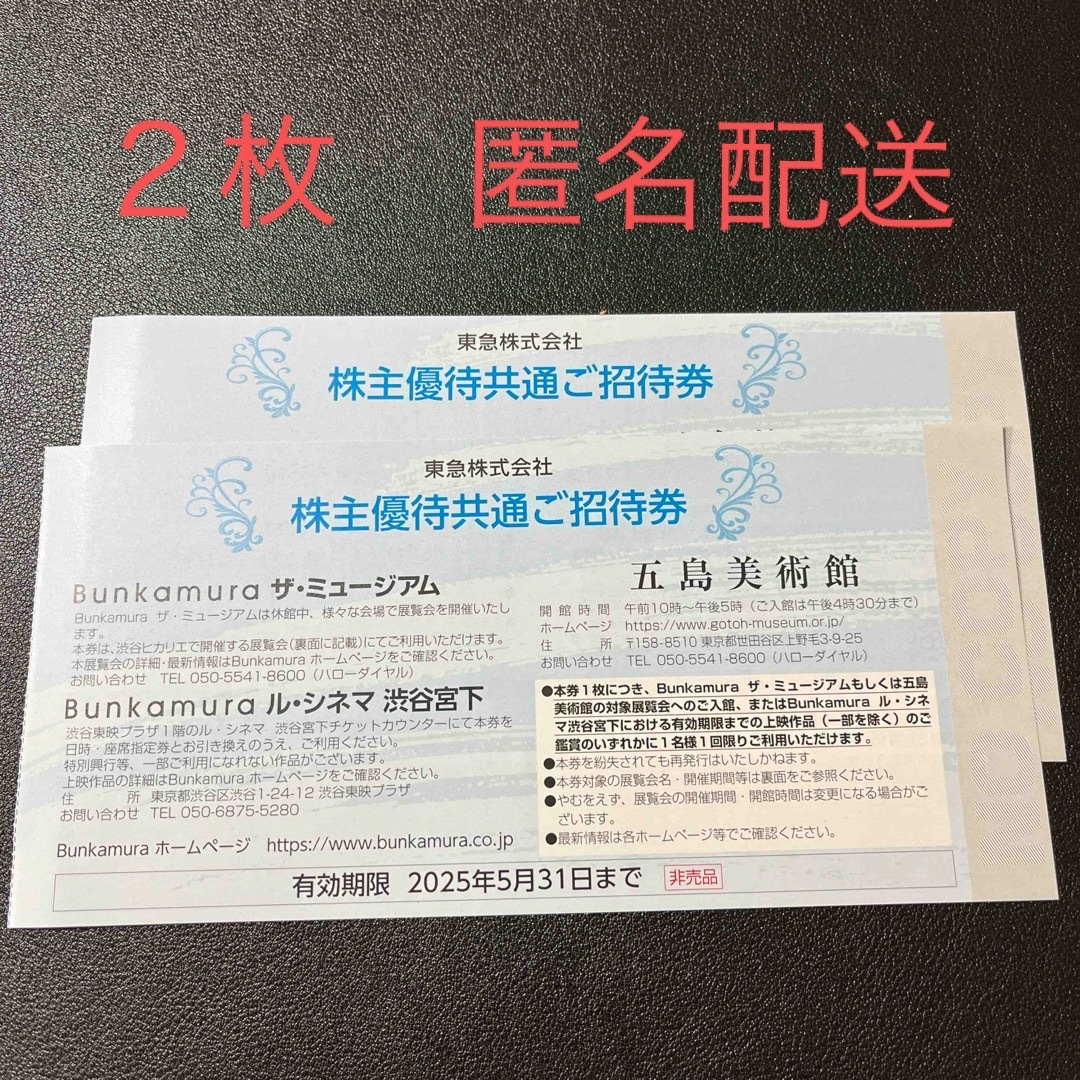 ２枚　匿名配送
東急株式会社
株主優待共通ご招待券
東急株式会社
株主優待共通ご招待券
Bunkamura ザ・ミュージアム
Bunkamura ザ・ミュージアムは休館中、様々な会場で展覧会を開催いたし
ます。
本券は、渋谷ヒカリエで開催する展覧会（裏面に記載）にてご利用いただけます。
本展覧会の詳細・最新情報はBunkamura ホームページをご確認ください。
お問い合わせ　TEL 050-5541-8600（ハローダイヤル）
Bunkamura ル・シネマ 渋谷宮下
渋谷東映プラザ１階のル・シネマ 渋谷宮下チケットカウンターにて本券を
日時・座席指定券とお引き換えのうえ、ご利用ください。
特別興行等、一部ご利用になれない作品がございます。
上映作品の詳細はBunkamura ホームページをご確認ください。
住　　　所　東京都渋谷区渋谷1-24-12 渋谷東映プラザ
お問い合わせ　TEL 050-6875-5280
Bunkamura ホームページ　https://www.bunkamura.co.jp
五島美術館
開館時間　午前10時〜午後5時（ご入館は午後4時30分まで）
ホームページ　https://www.gotoh-museum.or.jp/
住　　　所　〒158-8510 東京都世田谷区上野毛3-9-25
お問い合わせ　TEL 050-5541-8600（ハローダイヤル）
●本券１枚につき、Bunkamura ザ・ミュージアムもしくは五島
美術館の対象展覧会へのご入館、またはBunkamura ル・シネ
マ渋谷宮下における有効期限までの上映作品（一部を除く）のご
鑑賞のいずれかに１名様１回限りご利用いただけます。
●本券を紛失されても再発行はいたしかねます。
●本券対象の展覧会名・開催期間等は裏面をご参照ください。
●やむをえず、展覧会の開催期間・開館時間は変更になる場合がご
ざいます。
●最新情報は各ホームページ等でご確認ください。
有効期限　2025年5月31日まで　非売品